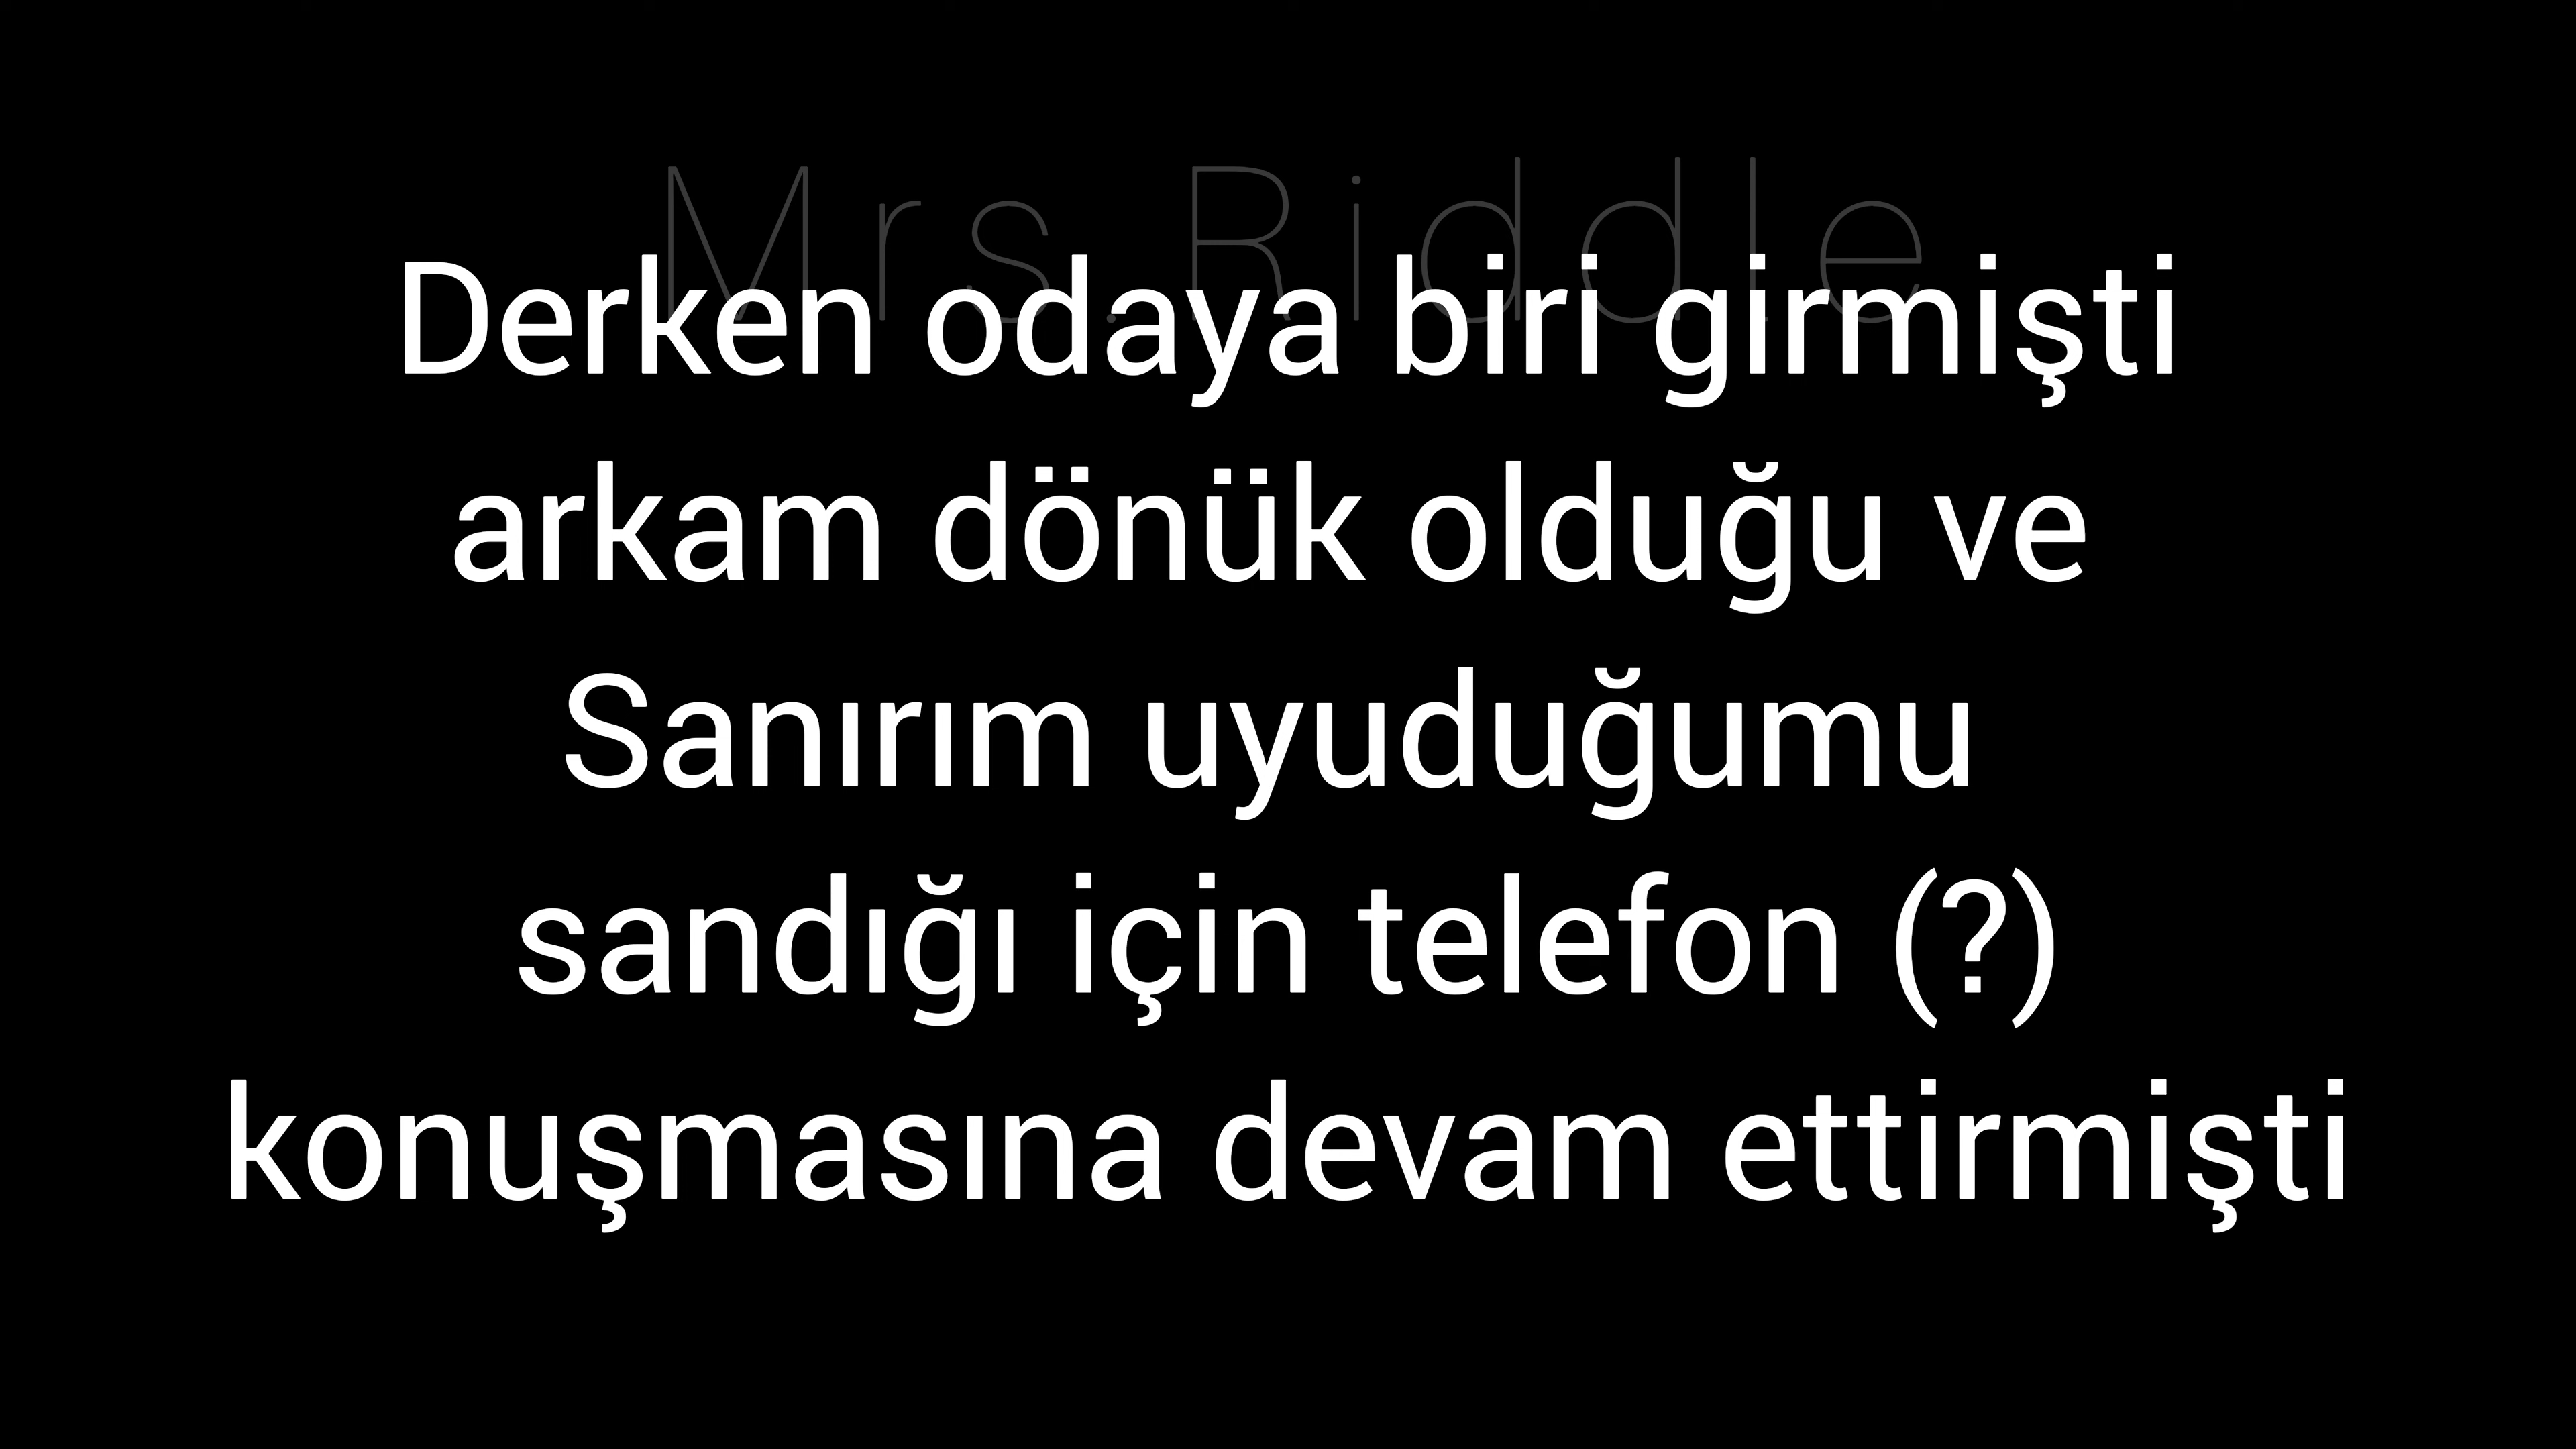 Mrs.Riddle
Derken odaya biri girmişti
arkam dönük olduğu ve
Sanırım uyuduğumu
sandığı için telefon (?)
konuşmasına devam ettirmişti